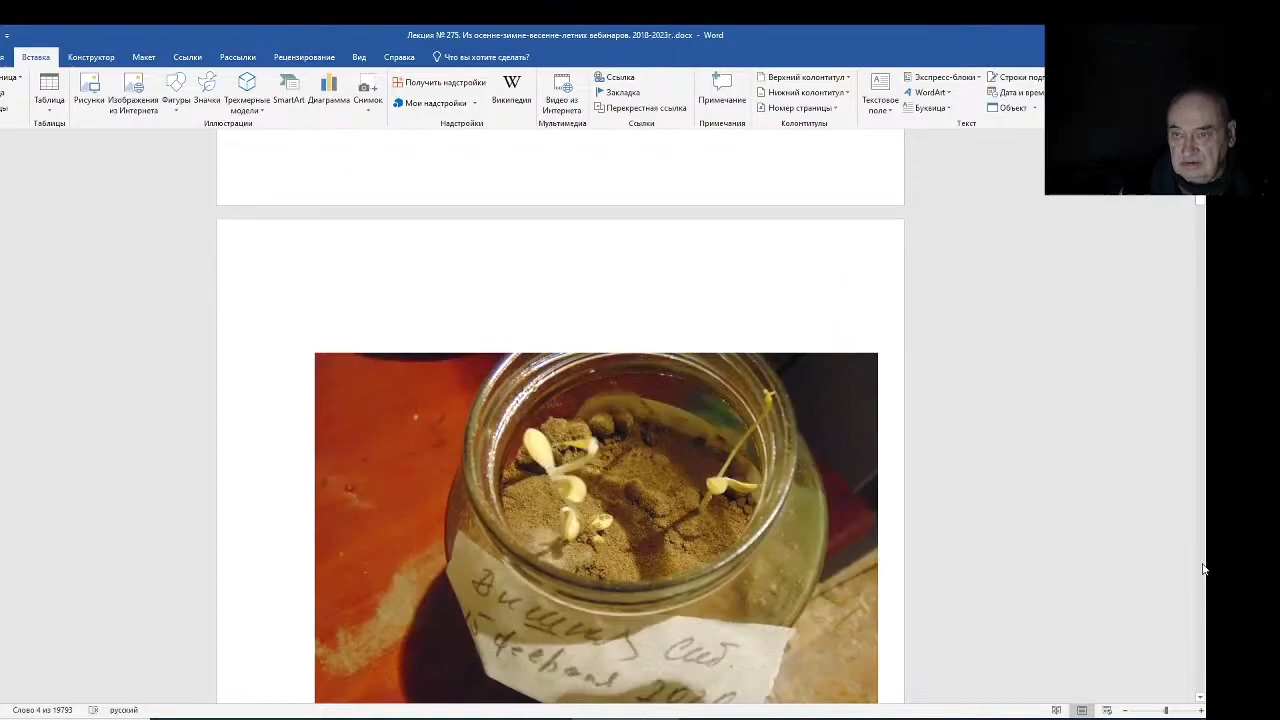 Лекция № 275. Из осенне-зимне-весенне-летних вебинаров. 2018-2023г..docx - Word
Вставка Конструктор Макет Ссылки Рассылки Рецензирование Вид Справка Что вы хотите сделать?
Таблица
Рисунки
Изображения из Интернета
Фигуры
Значки
Трехмерные модели
SmartArt
Диаграмма
Снимок
Получить надстройки
Мои надстройки
Википедия
Видео из Интернета
Ссылка
Закладка
Перекрестная ссылка
Примечание
Верхний колонтитул
Нижний колонтитул
Номер страницы
Текстовое поле
Экспресс-блоки
WordArt
Буквица
Объект
Таблицы Иллюстрации Надстройки Мультимедиа Ссылки Примечания Колонтитулы Текст
Вишня сиб.
15 февраля
Слово 4 из 19793 русский